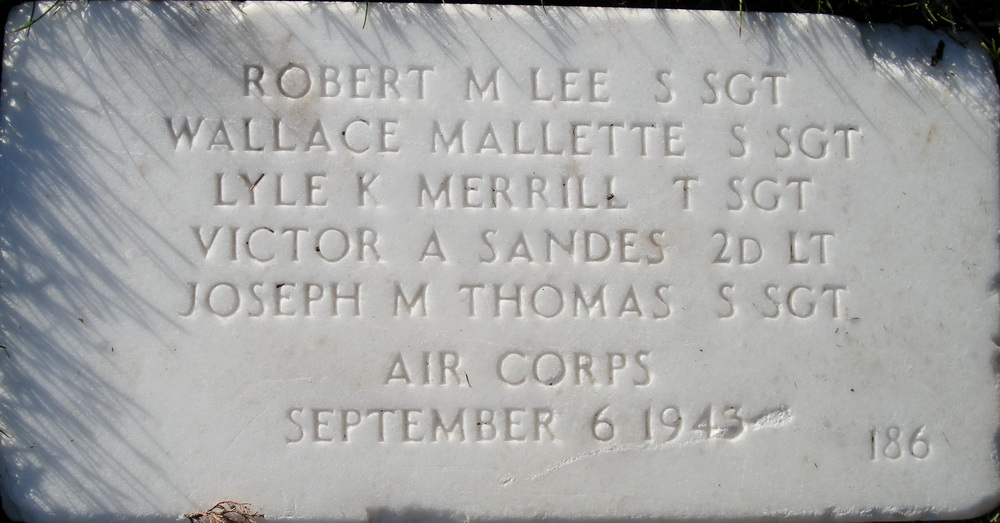 ROBERT M LEE S SGT
WALLACE MALLETTE S SGT
LYLE K MERRILL T SGT
VICTOR A SANDES 2D LT
JOSEPH M THOMAS S SGT
AIR CORPS
SEPTEMBER 6 1943
186